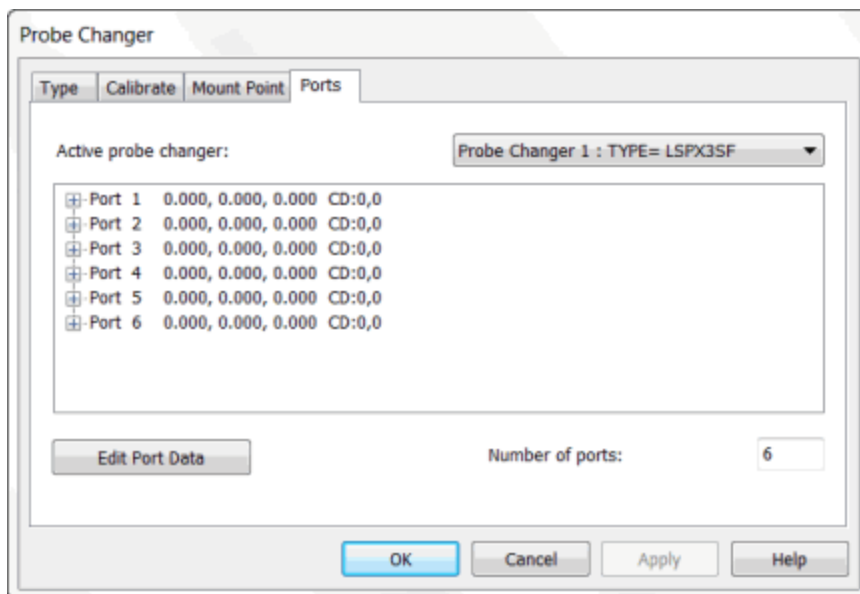 Probe Changer
Type Calibrate Mount Point Ports
Active probe changer: Probe Changer 1 : TYPE= LSPX3SF
Port 1 0.000, 0.000, 0.000 CD:0,0
Port 2 0.000, 0.000, 0.000 CD:0,0
Port 3 0.000, 0.000, 0.000 CD:0,0
Port 4 0.000, 0.000, 0.000 CD:0,0
Port 5 0.000, 0.000, 0.000 CD:0,0
Port 6 0.000, 0.000, 0.000 CD:0,0
Edit Port Data Number of ports: 6
OK Cancel Apply Help